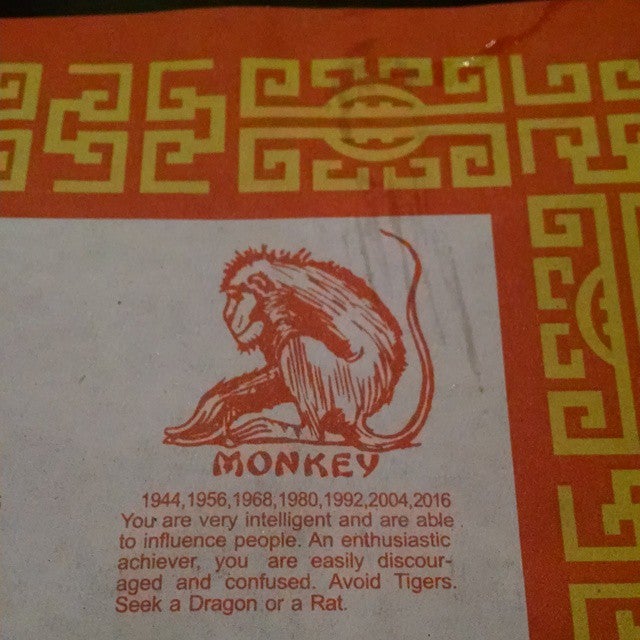 MONKEY
1944,1956,1968,1980,1992,2004,2016
You are very intelligent and are able
to influence people. An enthusiastic
achiever, you are easily discour-
aged and confused. Avoid Tigers.
Seek a Dragon or a Rat.